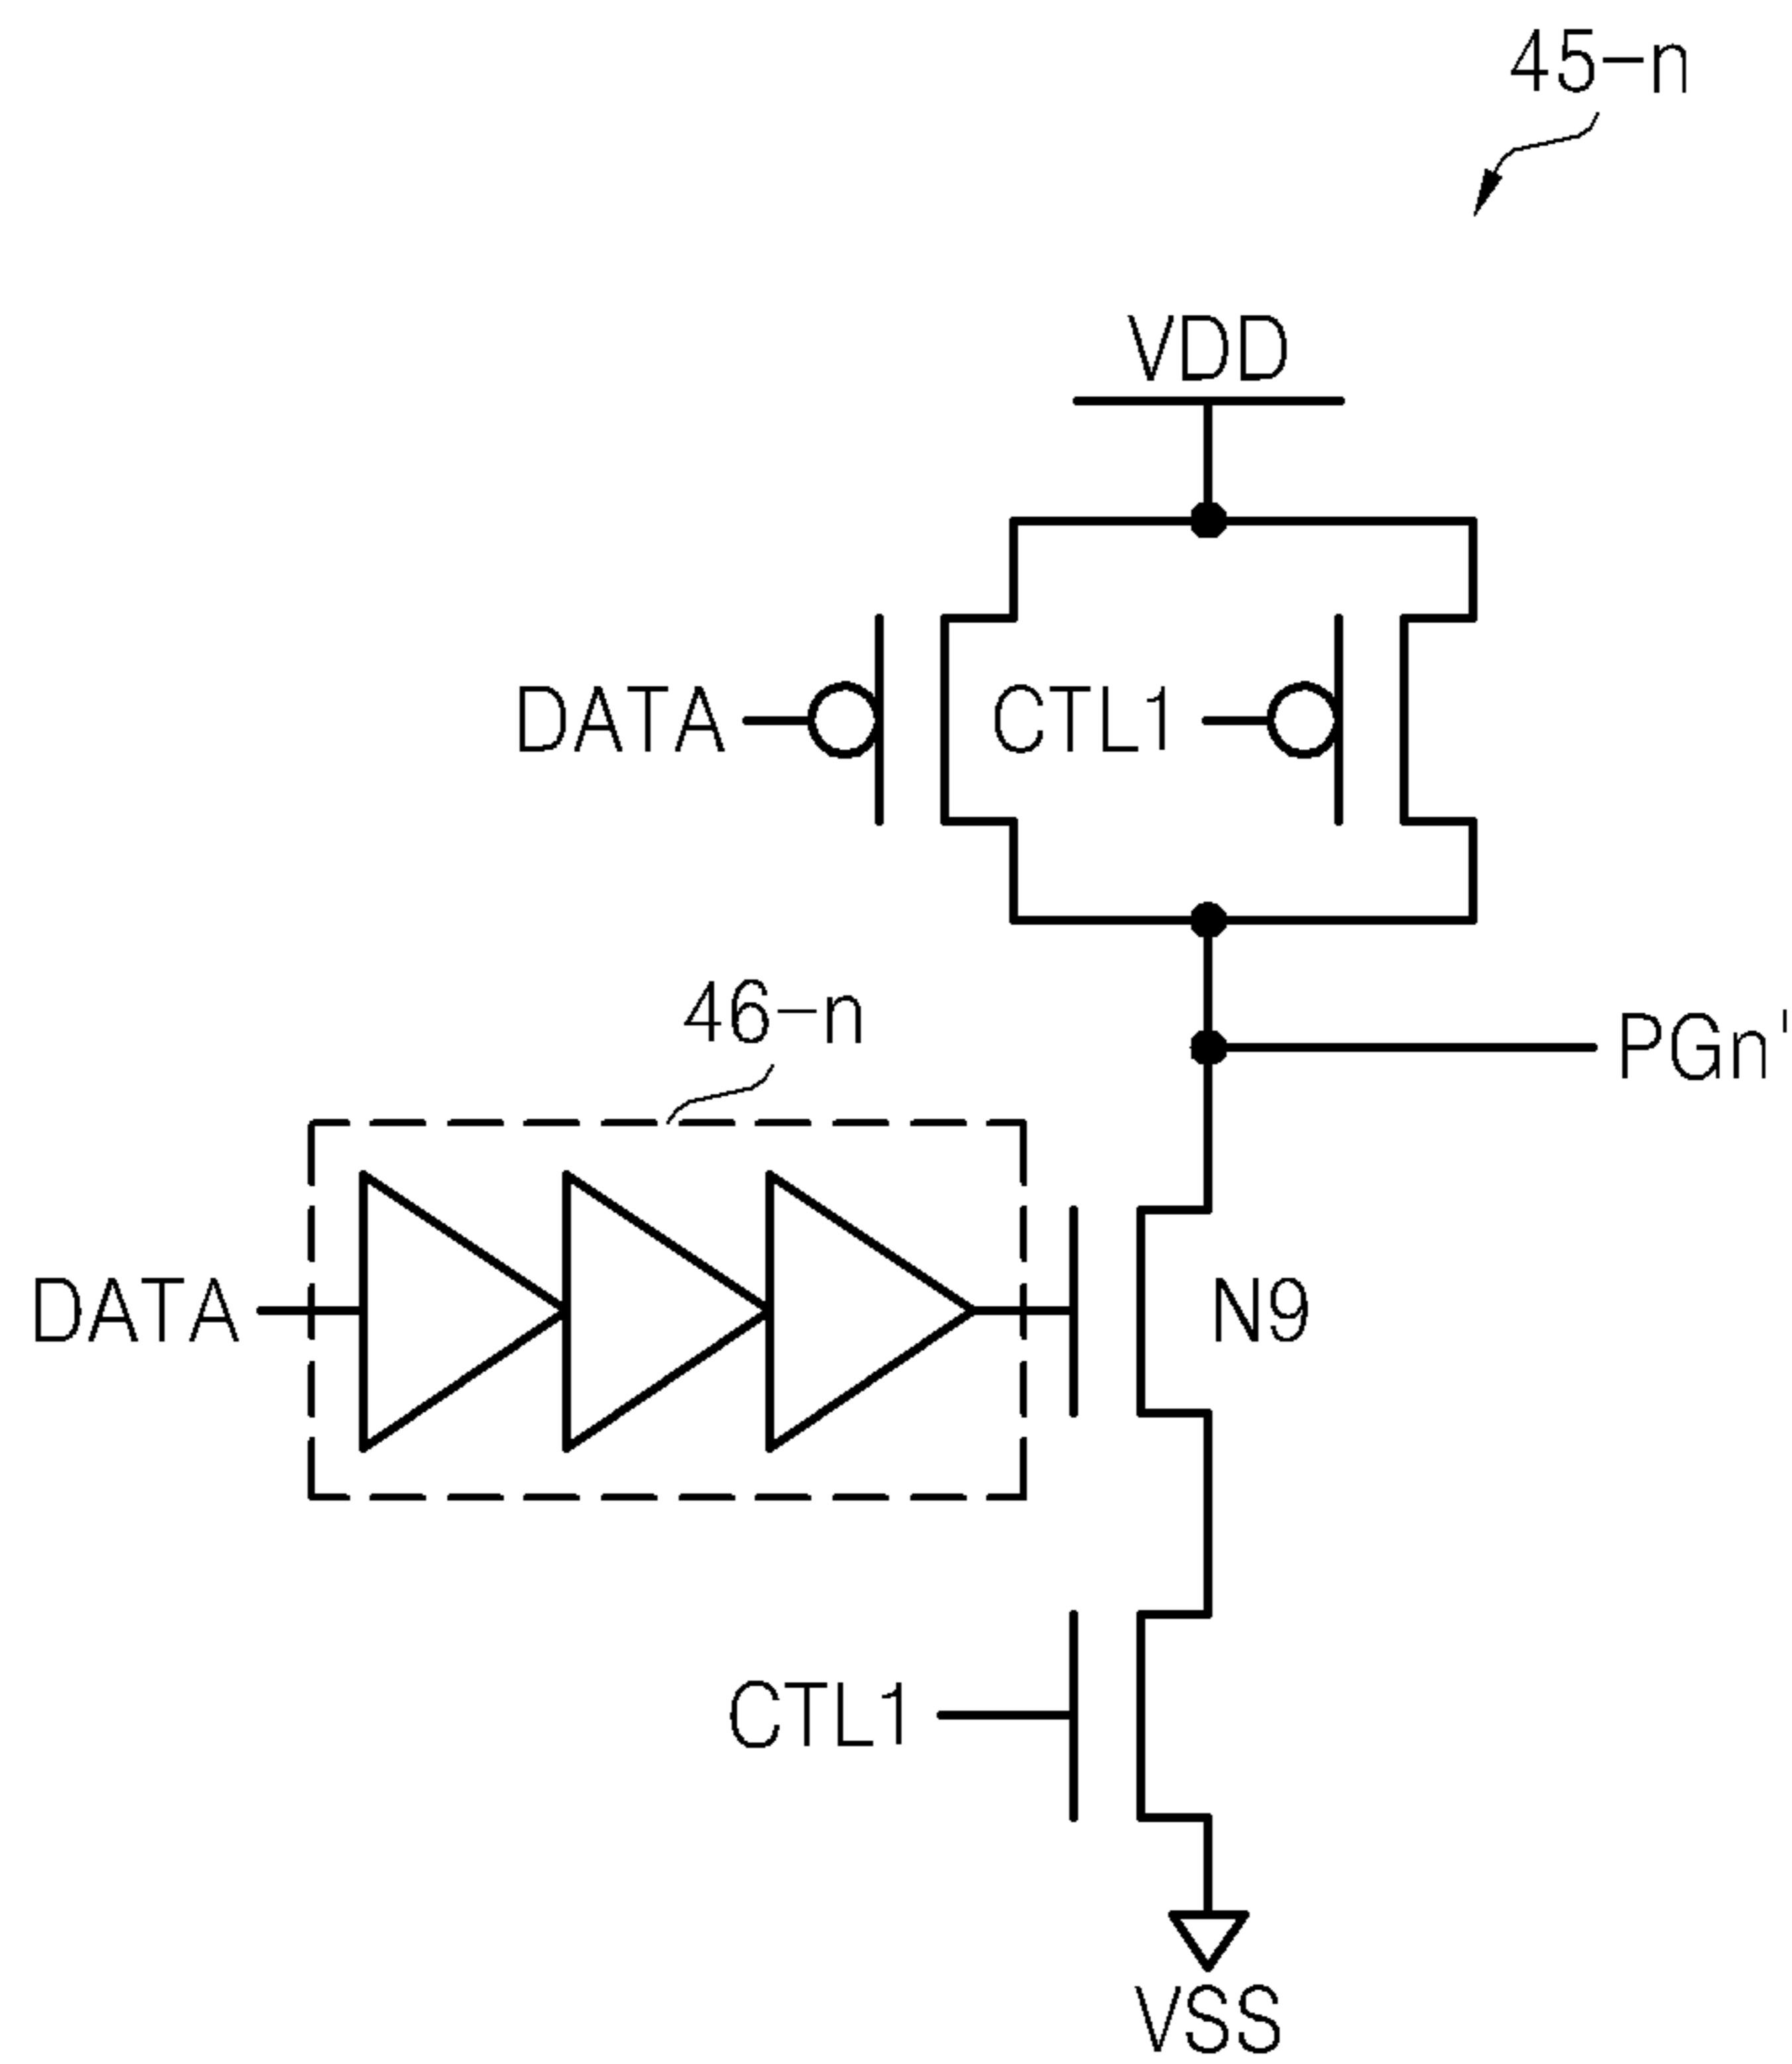 45-n
VDD
DATA
CTL1
46-n
PGn'
DATA
N9
CTL1
VSS